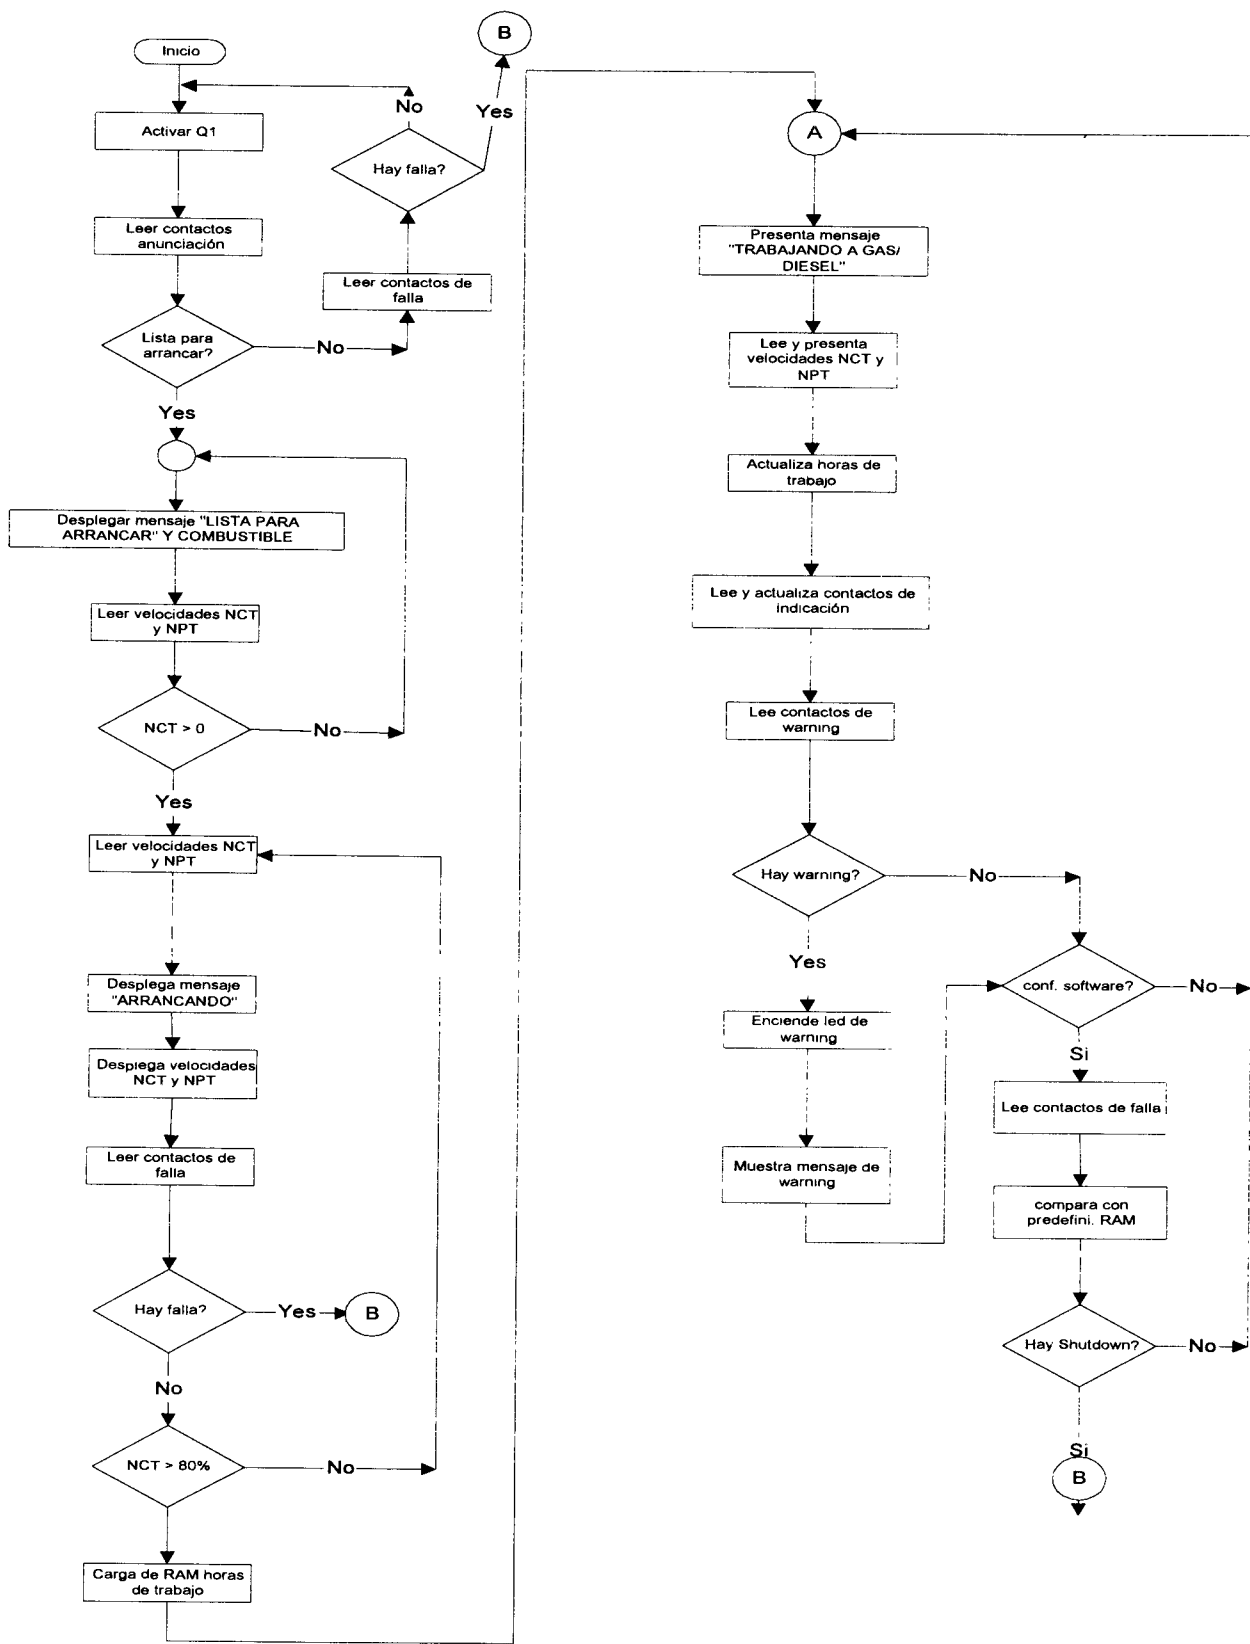 Inicio
Activar Q1
Leer contactos
anunciación
Lista para
arrancar?
No
Leer contactos de
falla
Hay falla?
No
Yes
B
Yes
Desplegar mensaje "LISTA PARA
ARRANCAR" Y COMBUSTIBLE
Leer velocidades NCT
y NPT
NCT > 0
No
Yes
Leer velocidades NCT
y NPT
Desplega mensaje
"ARRANCANDO"
Despiega velocidades
NCT y NPT
Leer contactos de
falla
Hay falla?
Yes
B
No
NCT > 80%
No
Carga de RAM horas
de trabajo
A
Presenta mensaje
"TRABAJANDO A GAS/
DIESEL"
Lee y presenta
velocidades NCT y
NPT
Actualiza horas de
trabajo
Lee y actualiza contactos de
indicación
Lee contactos de
warning
Hay warning?
No
Yes
Enciende led de
warning
Muestra mensaje de
warning
conf. software?
No
Si
Lee contactos de falla
compara con
predefini. RAM
Hay Shutdown?
No
Si
B